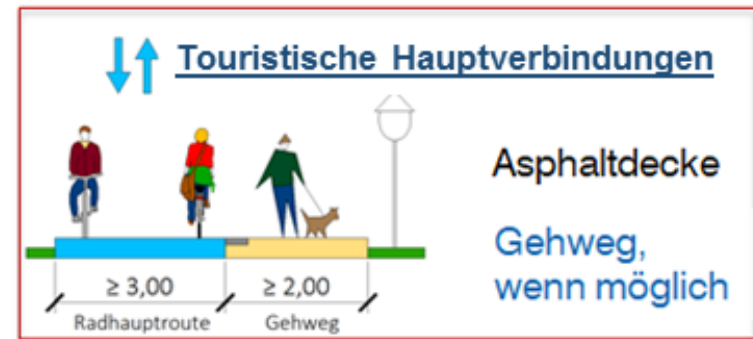 Touristische Hauptverbindungen
Asphaltdecke
Gehweg,
wenn möglich
≥ 3,00 ≥ 2,00
Radhauptroute Gehweg